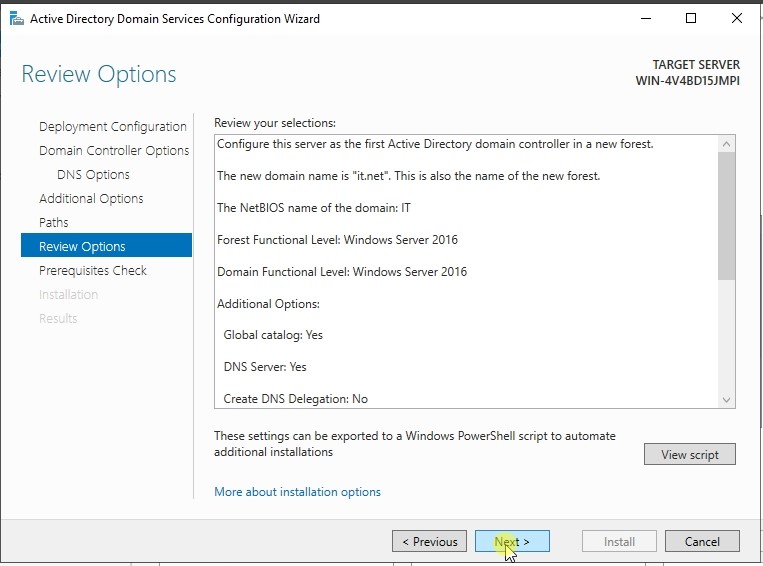 Active Directory Domain Services Configuration Wizard
Review Options
TARGET SERVER
WIN-4V4BD15JMPI
Deployment Configuration
Domain Controller Options
DNS Options
Additional Options
Paths
Review Options
Prerequisites Check
Installation
Results
Review your selections:
Configure this server as the first Active Directory domain controller in a new forest.
The new domain name is "it.net". This is also the name of the new forest.
The NetBIOS name of the domain: IT
Forest Functional Level: Windows Server 2016
Domain Functional Level: Windows Server 2016
Additional Options:
Global catalog: Yes
DNS Server: Yes
Create DNS Delegation: No
These settings can be exported to a Windows PowerShell script to automate
additional installations
View script
More about installation options
< Previous
Next >
Install
Cancel